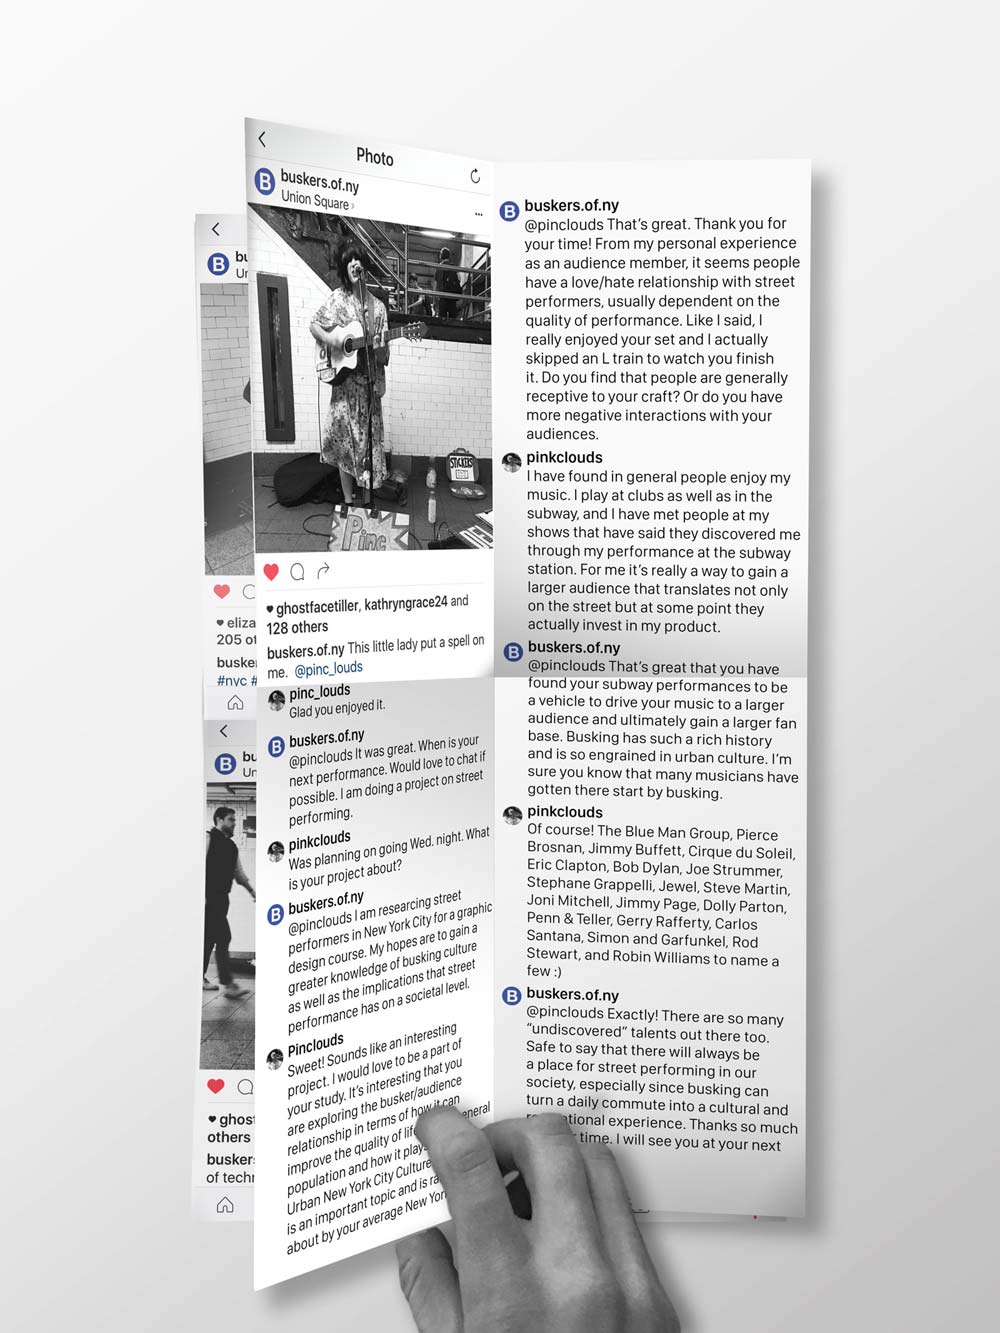 Photo
B
buskers.of.ny
Union Square
STICKERS
Pinc
ghostfacetiller, kathryngrace24 and
128 others
buskers.of.ny This little lady put a spell on
me. @pinc_louds
pinc_louds
Glad you enjoyed it.
B
buskers.of.ny
@pinclouds It was great. When is your
next performance. Would love to chat if
possible. I am doing a project on street
performing.
pinkclouds
Was planning on going Wed. night. What
is your project about?
B
buskers.of.ny
@pinclouds I am researcing street
performers in New York City for a graphic
design course. My hopes are to gain a
greater knowledge of busking culture
as well as the implications that street
performance has on a societal level.
Pinclouds
Sweet! Sounds like an interesting
project. I would love to be a part of
your study. It's interesting that you
are exploring the busker/audience
relationship in terms of how it can
improve the quality of life general
population and how it plays
Urban New York City Culture
is an important topic and is
about by your average New
B
buskers.of.ny
@pinclouds That's great. Thank you for
your time! From my personal experience
as an audience member, it seems people
have a love/hate relationship with street
performers, usually dependent on the
quality of performance. Like I said, I
really enjoyed your set and I actually
skipped an L train to watch you finish
it. Do you find that people are generally
receptive to your craft? Or do you have
more negative interactions with your
audiences.
pinkclouds
I have found in general people enjoy my
music. I play at clubs as well as in the
subway, and I have met people at my
shows that have said they discovered me
through my performance at the subway
station. For me it's really a way to gain a
larger audience that translates not only
on the street but at some point they
actually invest in my product.
B
buskers.of.ny
@pinclouds That's great that you have
found your subway performances to be
a vehicle to drive your music to a larger
audience and ultimately gain a larger fan
base. Busking has such a rich history
and is so engrained in urban culture. I'm
sure you know that many musicians have
gotten there start by busking.
pinkclouds
Of course! The Blue Man Group, Pierce
Brosnan, Jimmy Buffett, Cirque du Soleil,
Eric Clapton, Bob Dylan, Joe Strummer,
Stephane Grappelli, Jewel, Steve Martin,
Joni Mitchell, Jimmy Page, Dolly Parton,
Penn & Teller, Gerry Rafferty, Carlos
Santana, Simon and Garfunkel, Rod
Stewart, and Robin Williams to name a
few :)
B
buskers.of.ny
@pinclouds Exactly! There are so many
"undiscovered" talents out there too.
Safe to say that there will always be
a place for street performing in our
society, especially since busking can
turn a daily commute into a cultural and
experience. Thanks so much
time. I will see you at your next
B
bu
Un
eliza
205 ot
busker
#nyc #
B
bu
Un
ghost
others
busker
of techn